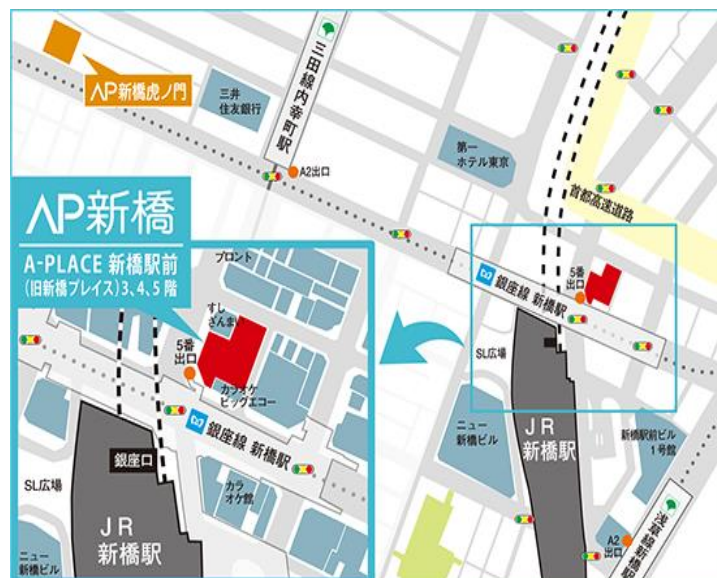 AP新橋虎ノ門
三井
住友銀行
三田線内幸町駅
A2出口
第一
ホテル東京
首都高速道路
AP新橋
A-PLACE 新橋駅前
(旧新橋プレイス)3、4、5 階
プロント
すし
ざんまい
5番
出口
カラオケ
ビッグエコー
銀座線 新橋駅
銀座口
SL広場
JR
新橋駅
カラ
オケ館
ニュー
新橋ビル
5番
出口
銀座線 新橋駅
SL広場
ニュー
新橋ビル
JR
新橋駅
新橋駅前ビル
1号館
A2
出口
浅草線新橋駅